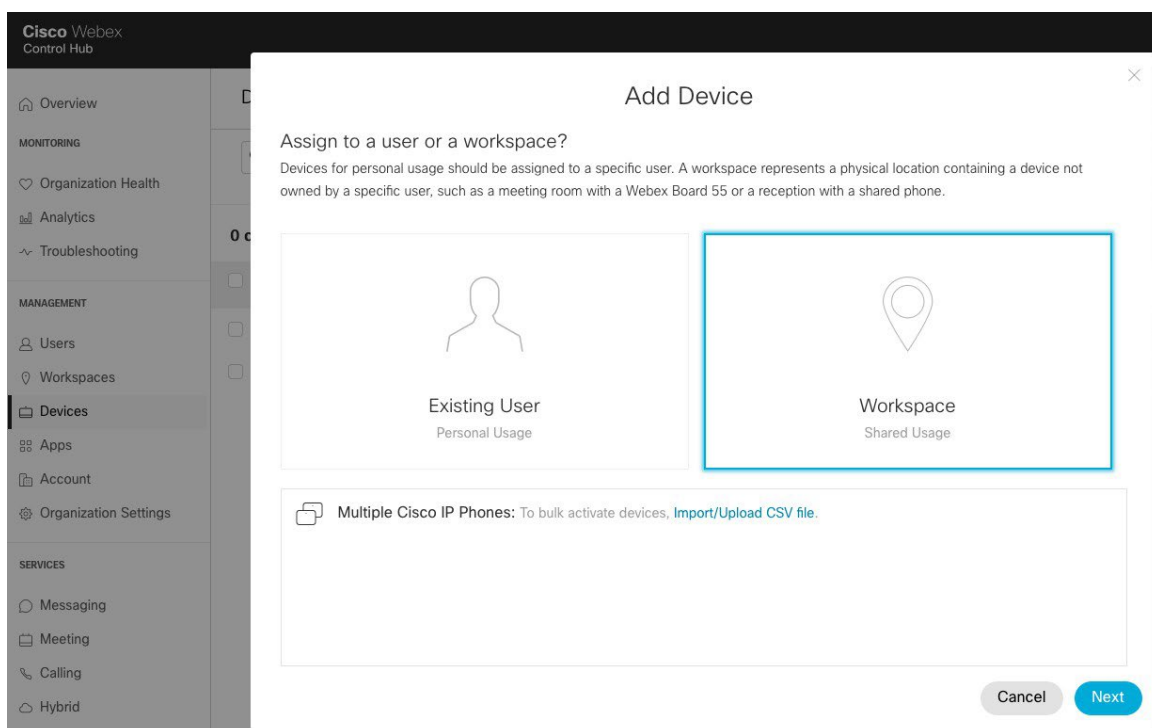 Cisco Webex
Control Hub
Overview
MONITORING
Organization Health
Analytics
Troubleshooting
MANAGEMENT
Users
Workspaces
Devices
Apps
Account
Organization Settings
SERVICES
Messaging
Meeting
Calling
Hybrid
Add Device
Assign to a user or a workspace?
Devices for personal usage should be assigned to a specific user. A workspace represents a physical location containing a device not
owned by a specific user, such as a meeting room with a Webex Board 55 or a reception with a shared phone.
Existing User
Personal Usage
Workspace
Shared Usage
Multiple Cisco IP Phones: To bulk activate devices, Import/Upload CSV file.
Cancel
Next